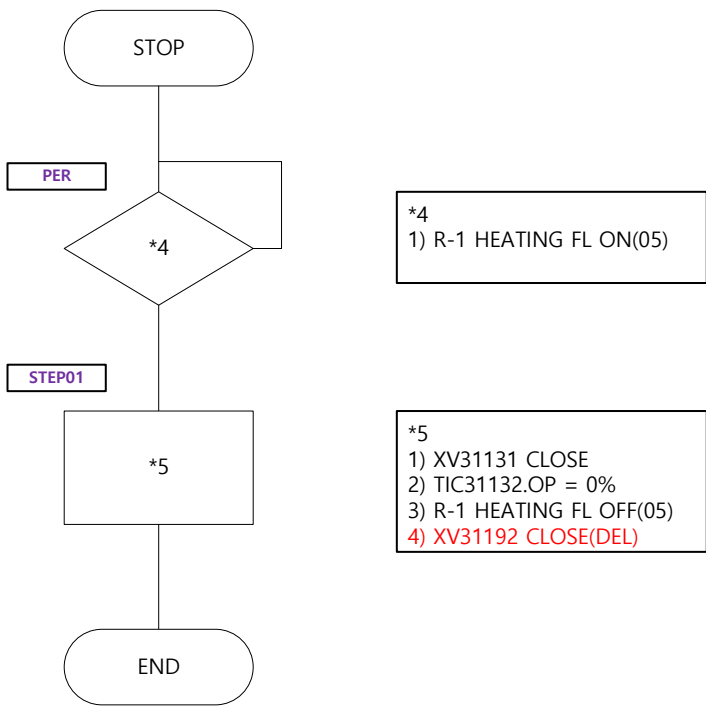 STOP
PER
*4
*4
1) R-1 HEATING FL ON(05)
STEP01
*5
*5
1) XV31131 CLOSE
2) TIC31132.OP = 0%
3) R-1 HEATING FL OFF(05)
4) XV31192 CLOSE(DEL)
END